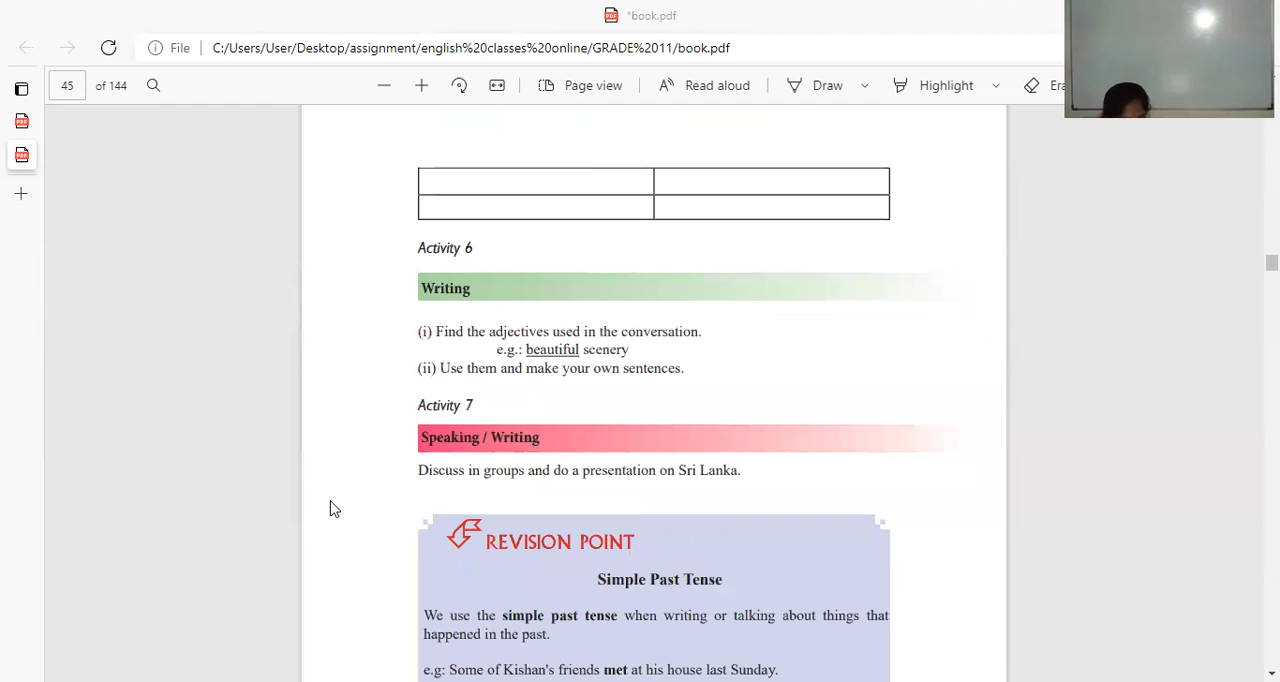 *book.pdf
File C:/Users/User/Desktop/assignment/english%20classes%20online/GRADE%2011/book.pdf
45 of 144 Page view Read aloud Draw Highlight Era
Activity 6
Writing
(i) Find the adjectives used in the conversation.
e.g.: beautiful scenery
(ii) Use them and make your own sentences.
Activity 7
Speaking / Writing
Discuss in groups and do a presentation on Sri Lanka.
REVISION POINT
Simple Past Tense
We use the simple past tense when writing or talking about things that
happened in the past.
e.g: Some of Kishan's friends met at his house last Sunday.